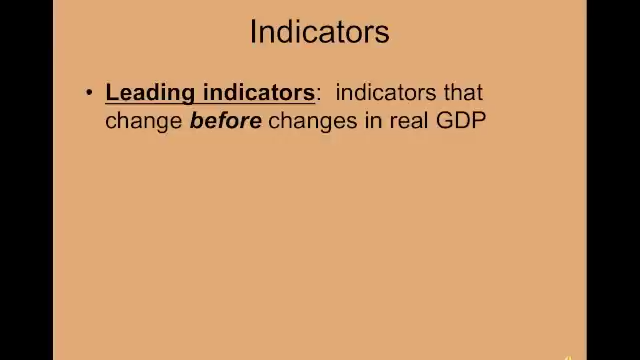 Indicators
• Leading indicators: indicators that
change before changes in real GDP